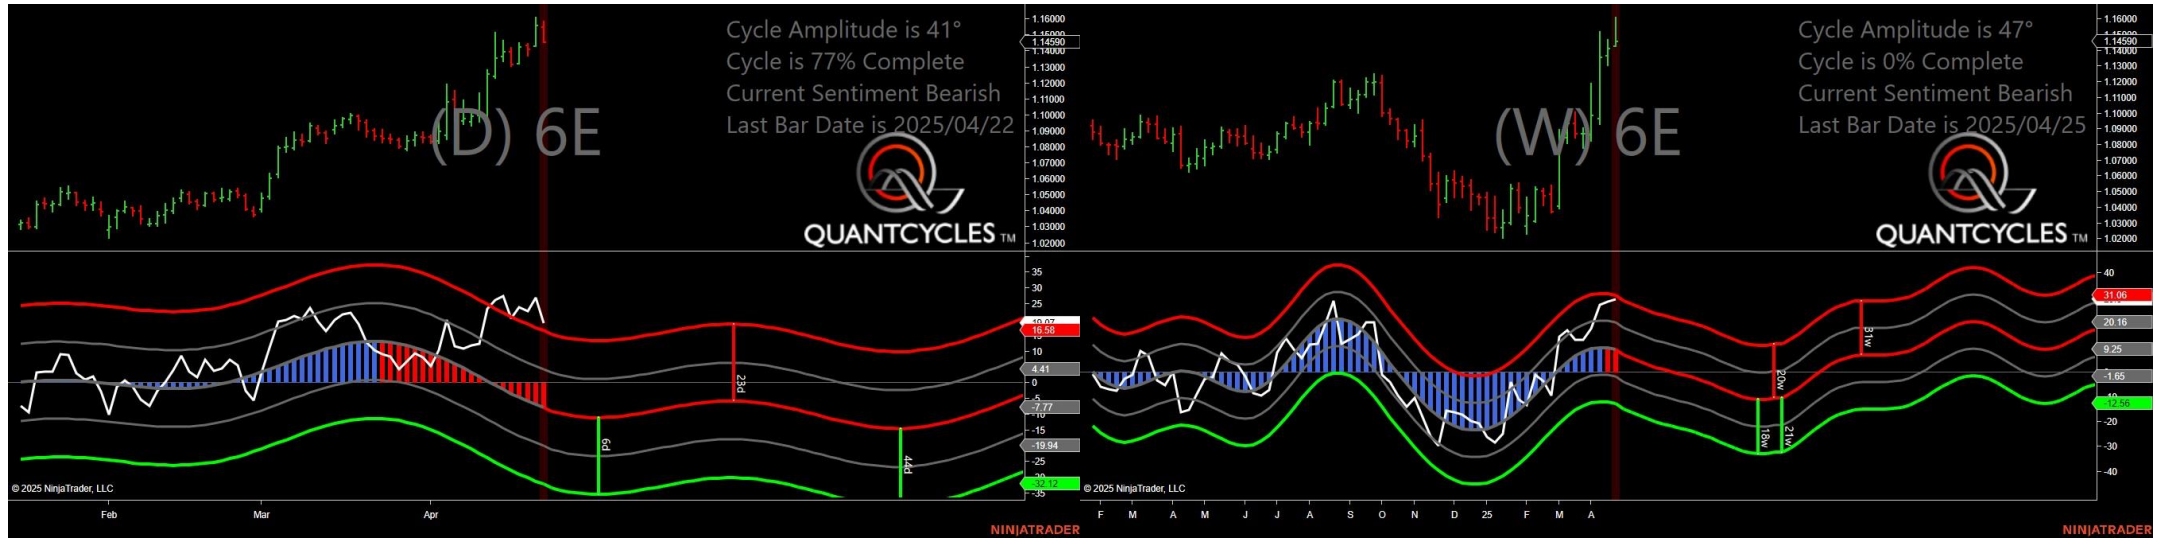 Cycle Amplitude is 41°
Cycle is 77% Complete
Current Sentiment Bearish
Last Bar Date is 2025/04/22
(D) 6E
QUANTCYCLES TM
1.16000
1.15000
1.14590
1.14000
1.13000
1.12000
1.11000
1.10000
1.09000
1.08000
1.07000
1.06000
1.05000
1.04000
1.03000
1.02000
35
30
25
16.58
15
10
4.41
0
-5
-7.77
-10
-15
-19.94
-25
-32.12
-35
23d
6d
44d
© 2025 NinjaTrader, LLC
Feb
Mar
Apr
NINJATRADER
Cycle Amplitude is 47°
Cycle is 0% Complete
Current Sentiment Bearish
Last Bar Date is 2025/04/25
(W) 6E
QUANTCYCLES TM
1.16000
1.15000
1.14590
1.14000
1.13000
1.12000
1.11000
1.10000
1.09000
1.08000
1.07000
1.06000
1.05000
1.04000
1.03000
1.02000
40
31.06
20.16
9.25
-1.65
-10
-12.56
-20
-30
-40
31w
20w
18w
21w
© 2025 NinjaTrader, LLC
F
M
A
M
J
J
A
S
O
N
D
25
F
M
A
NINJATRADER